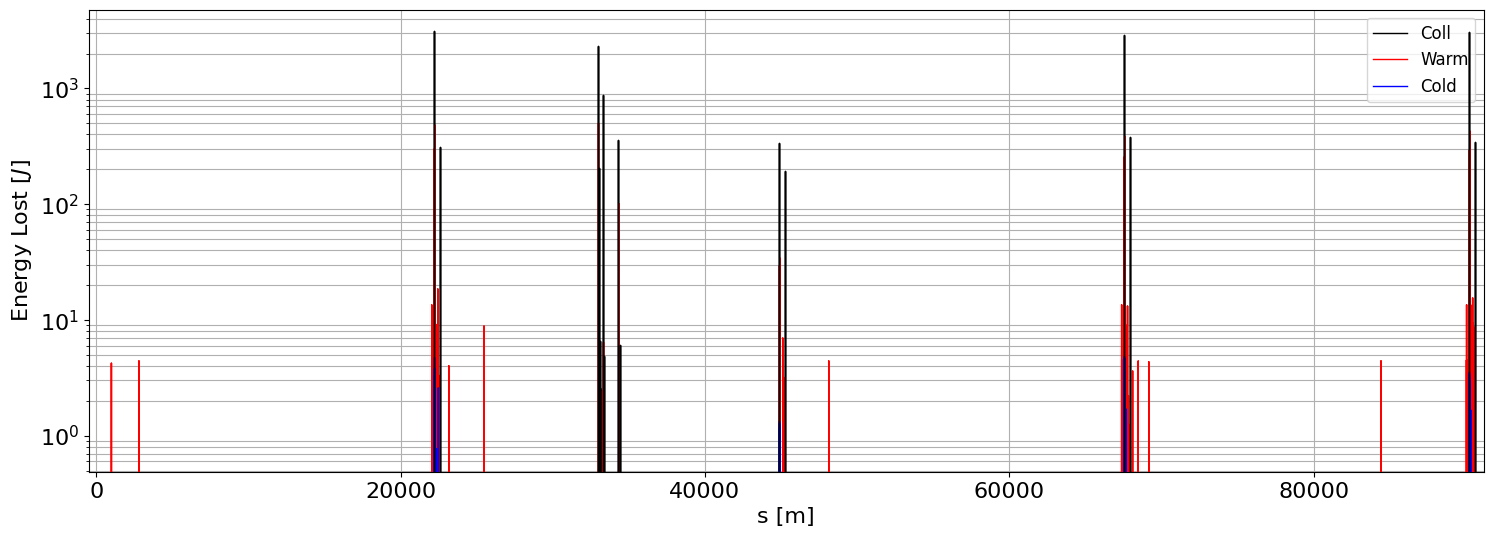 Energy Lost [J]
10³
10²
10¹
10⁰
Coll
Warm
Cold
0 20000 40000 60000 80000
s [m]